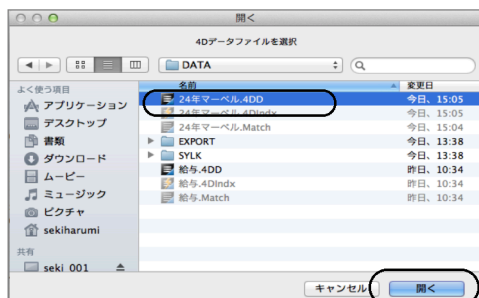 開く
4Dデータファイルを選択
DATA
よく使う項目
アプリケーション
デスクトップ
書類
ダウンロード
ムービー
ミュージック
ピクチャ
sekiharumi
共有
seki_001
名前 変更日
24年マーベル.4DD 今日、15:05
24年マーベル.4DIndx 今日、15:05
24年マーベル.Match 今日、15:04
EXPORT 今日、13:38
SYLK 今日、13:38
給与.4DD 昨日、10:34
給与.4DIndx 昨日、10:34
給与.Match 昨日、10:34
キャンセル 開く